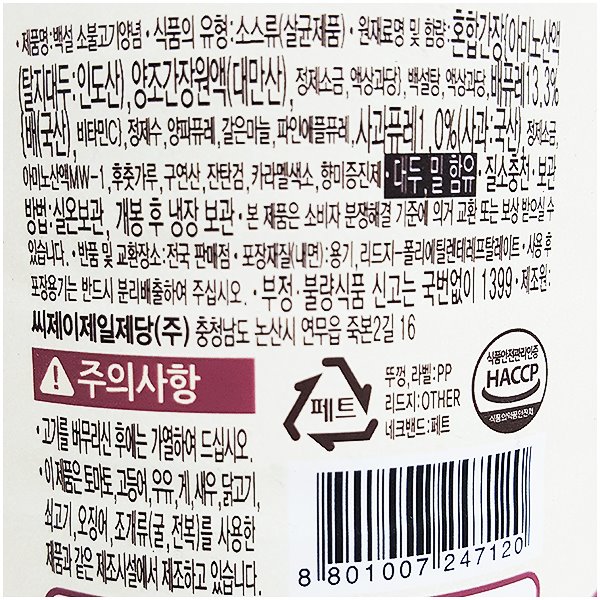 ·제품명:백설 소불고기양념·식품의 유형:소스류(살균제품)·원재료명 및 함량:혼합간장{아미노산액
(탈지대두:인도산), 양조간장원액(대만산), 정제소금, 액상과당}, 백설탕, 액상과당, 배퓨레13.3%
{배(국산), 비타민C}, 정제수, 양파퓨레, 갈은마늘, 파인애플퓨레, 사과퓨레1.0%(사과:국산) 정제소금,
아미노산액MW-1, 후춧가루, 구연산, 잔탄검, 카라멜색소, 향미증진제·대두, 밀 함유·질소충전·보관
방법:실온보관, 개봉 후 냉장 보관·본 제품은 소비자 분쟁해결 기준에 의거 교환 또는 보상 받으실 수
있습니다.·반품 및 교환장소:전국 판매점·포장재질(내면):용기, 리드지-폴리에틸렌테레프탈레이트·사용 후
포장용기는 반드시 분리배출하여 주십시오.·부정·불량식품 신고는 국번없이 1399·제조원:
씨제이제일제당(주) 충청남도 논산시 연무읍 죽본2길 16
주의사항
·고기를 버무리신 후에는 가열하여 드십시오.
·이 제품은 토마토, 고등어, 우유, 게, 새우, 닭고기,
쇠고기, 오징어, 조개류(굴, 전복)를 사용한
제품과 같은 제조시설에서 제조하고 있습니다.
페트
뚜껑, 라벨:PP
리드지:OTHER
네크밴드:페트
식품안전관리인증
HACCP
식품의약품안전처
8 801007 247120